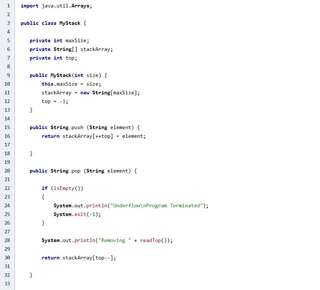 1 import java.util.Arrays;
2
3 public class MyStack {
4
5 private int maxSize;
6 private String[] stackArray;
7 private int top;
8
9 public MyStack(int size) {
10 this.maxSize = size;
11 stackArray = new String[maxSize];
12 top = -1;
13 }
14
15 public String push (String element) {
16 return stackArray[++top] = element;
17
18 }
19
20 public String pop (String element) {
21
22 if (isEmpty())
23 {
24 System.out.println("Underflow\nProgram Terminated");
25 System.exit(-1);
26 }
27
28 System.out.println("Removing " + readTop());
29
30 return stackArray[top--];
31
32 }
33